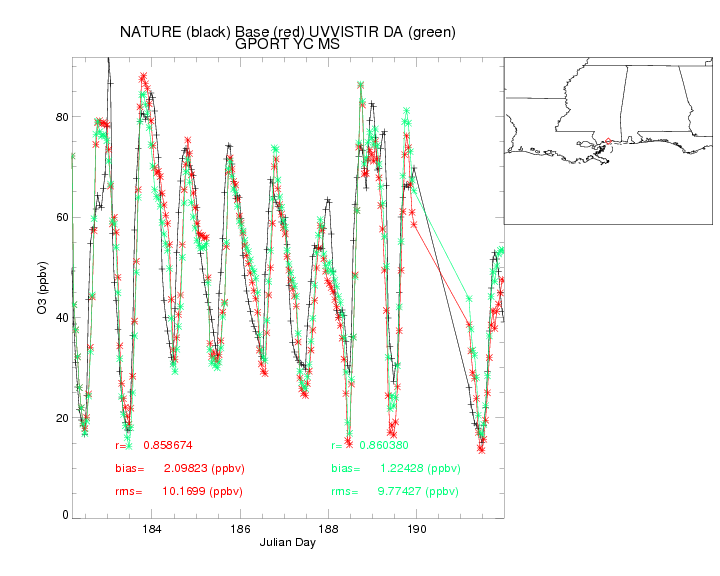 NATURE (black) Base (red) UVVISTIR DA (green)
GPORT YC MS
O3 (ppbv)
80
60
40
20
0
r= 0.858674 r= 0.860380
bias= 2.09823 (ppbv) bias= 1.22428 (ppbv)
rms= 10.1699 (ppbv) rms= 9.77427 (ppbv)
184 186 188 190
Julian Day